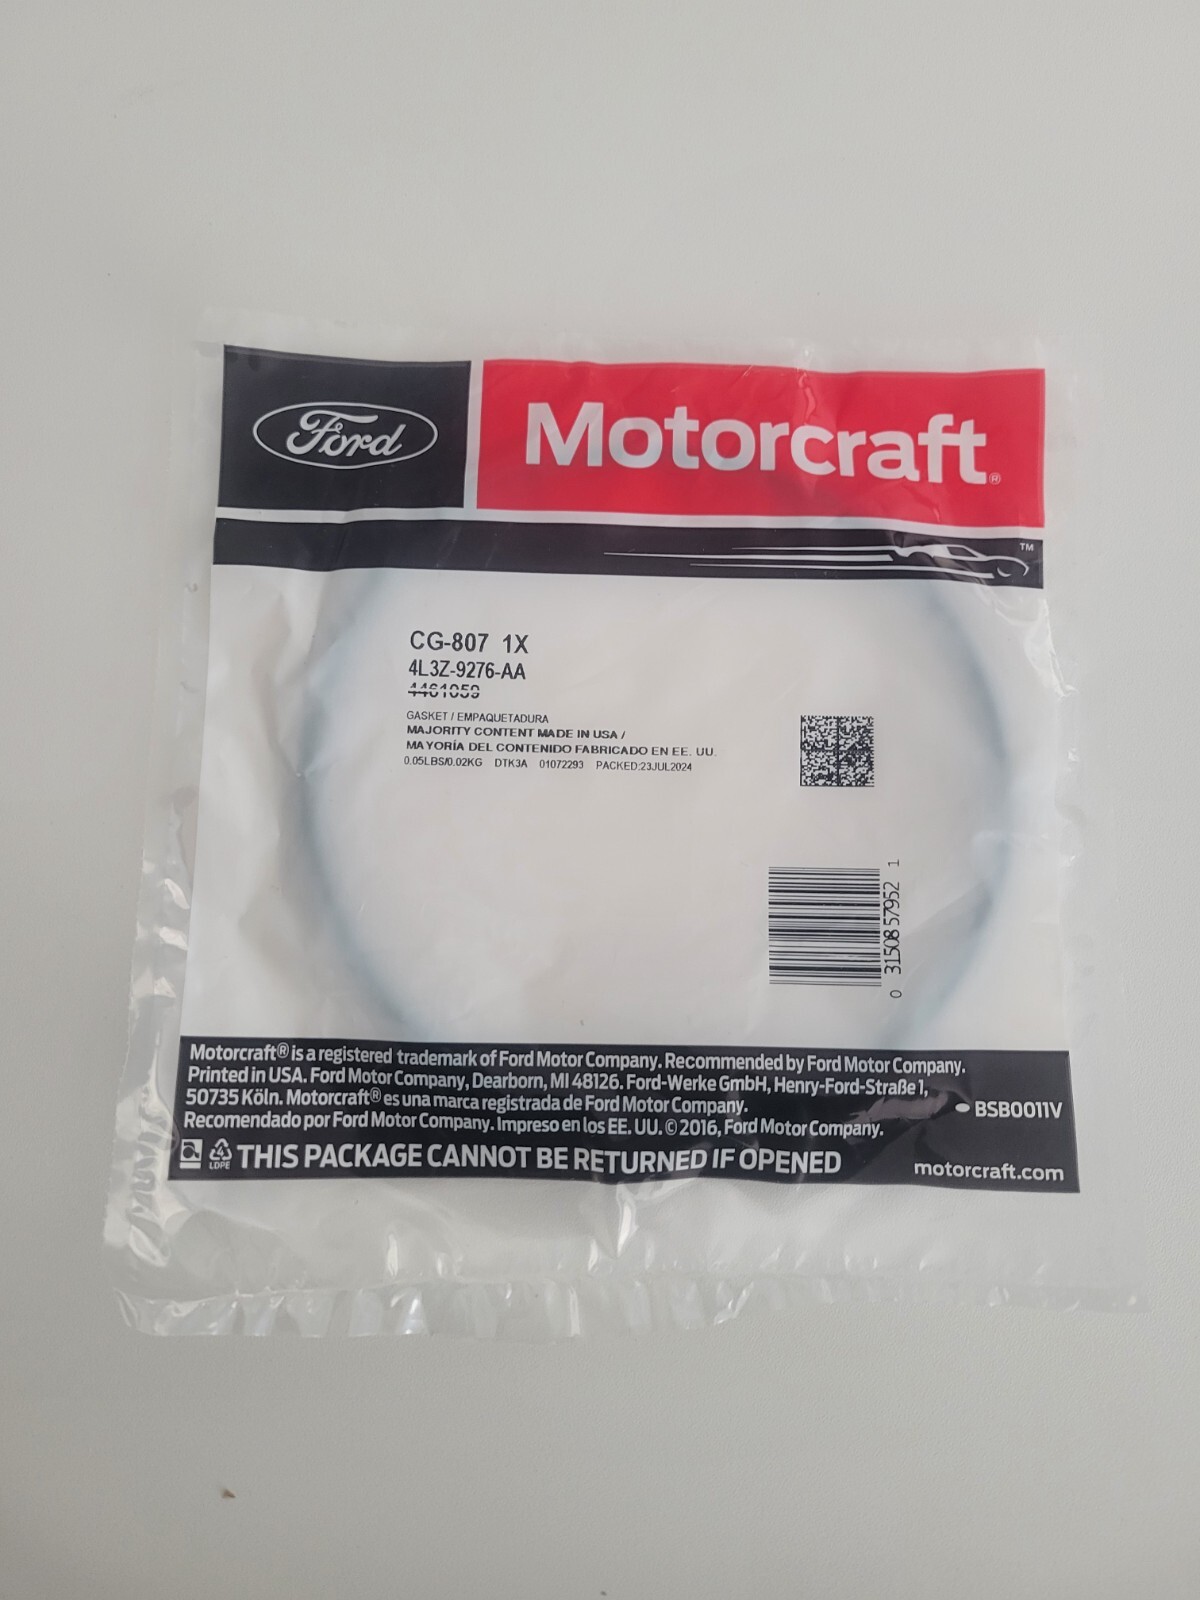 Ford
Motorcraft®
™
CG-807 1X
4L3Z-9276-AA
4461059
GASKET / EMPAQUETADURA
MAJORITY CONTENT MADE IN USA /
MAYORÍA DEL CONTENIDO FABRICADO EN EE. UU.
0.05LBS/0.02KG DTK3A 01072293 PACKED:23JUL2024
0 31508 57952 1
Motorcraft® is a registered trademark of Ford Motor Company. Recommended by Ford Motor Company.
Printed in USA. Ford Motor Company, Dearborn, MI 48126. Ford-Werke GmbH, Henry-Ford-Straße 1,
50735 Köln. Motorcraft® es una marca registrada de Ford Motor Company.
Recomendado por Ford Motor Company. Impreso en los EE. UU. © 2016, Ford Motor Company.
BSB0011V
4
LDPE
THIS PACKAGE CANNOT BE RETURNED IF OPENED
motorcraft.com